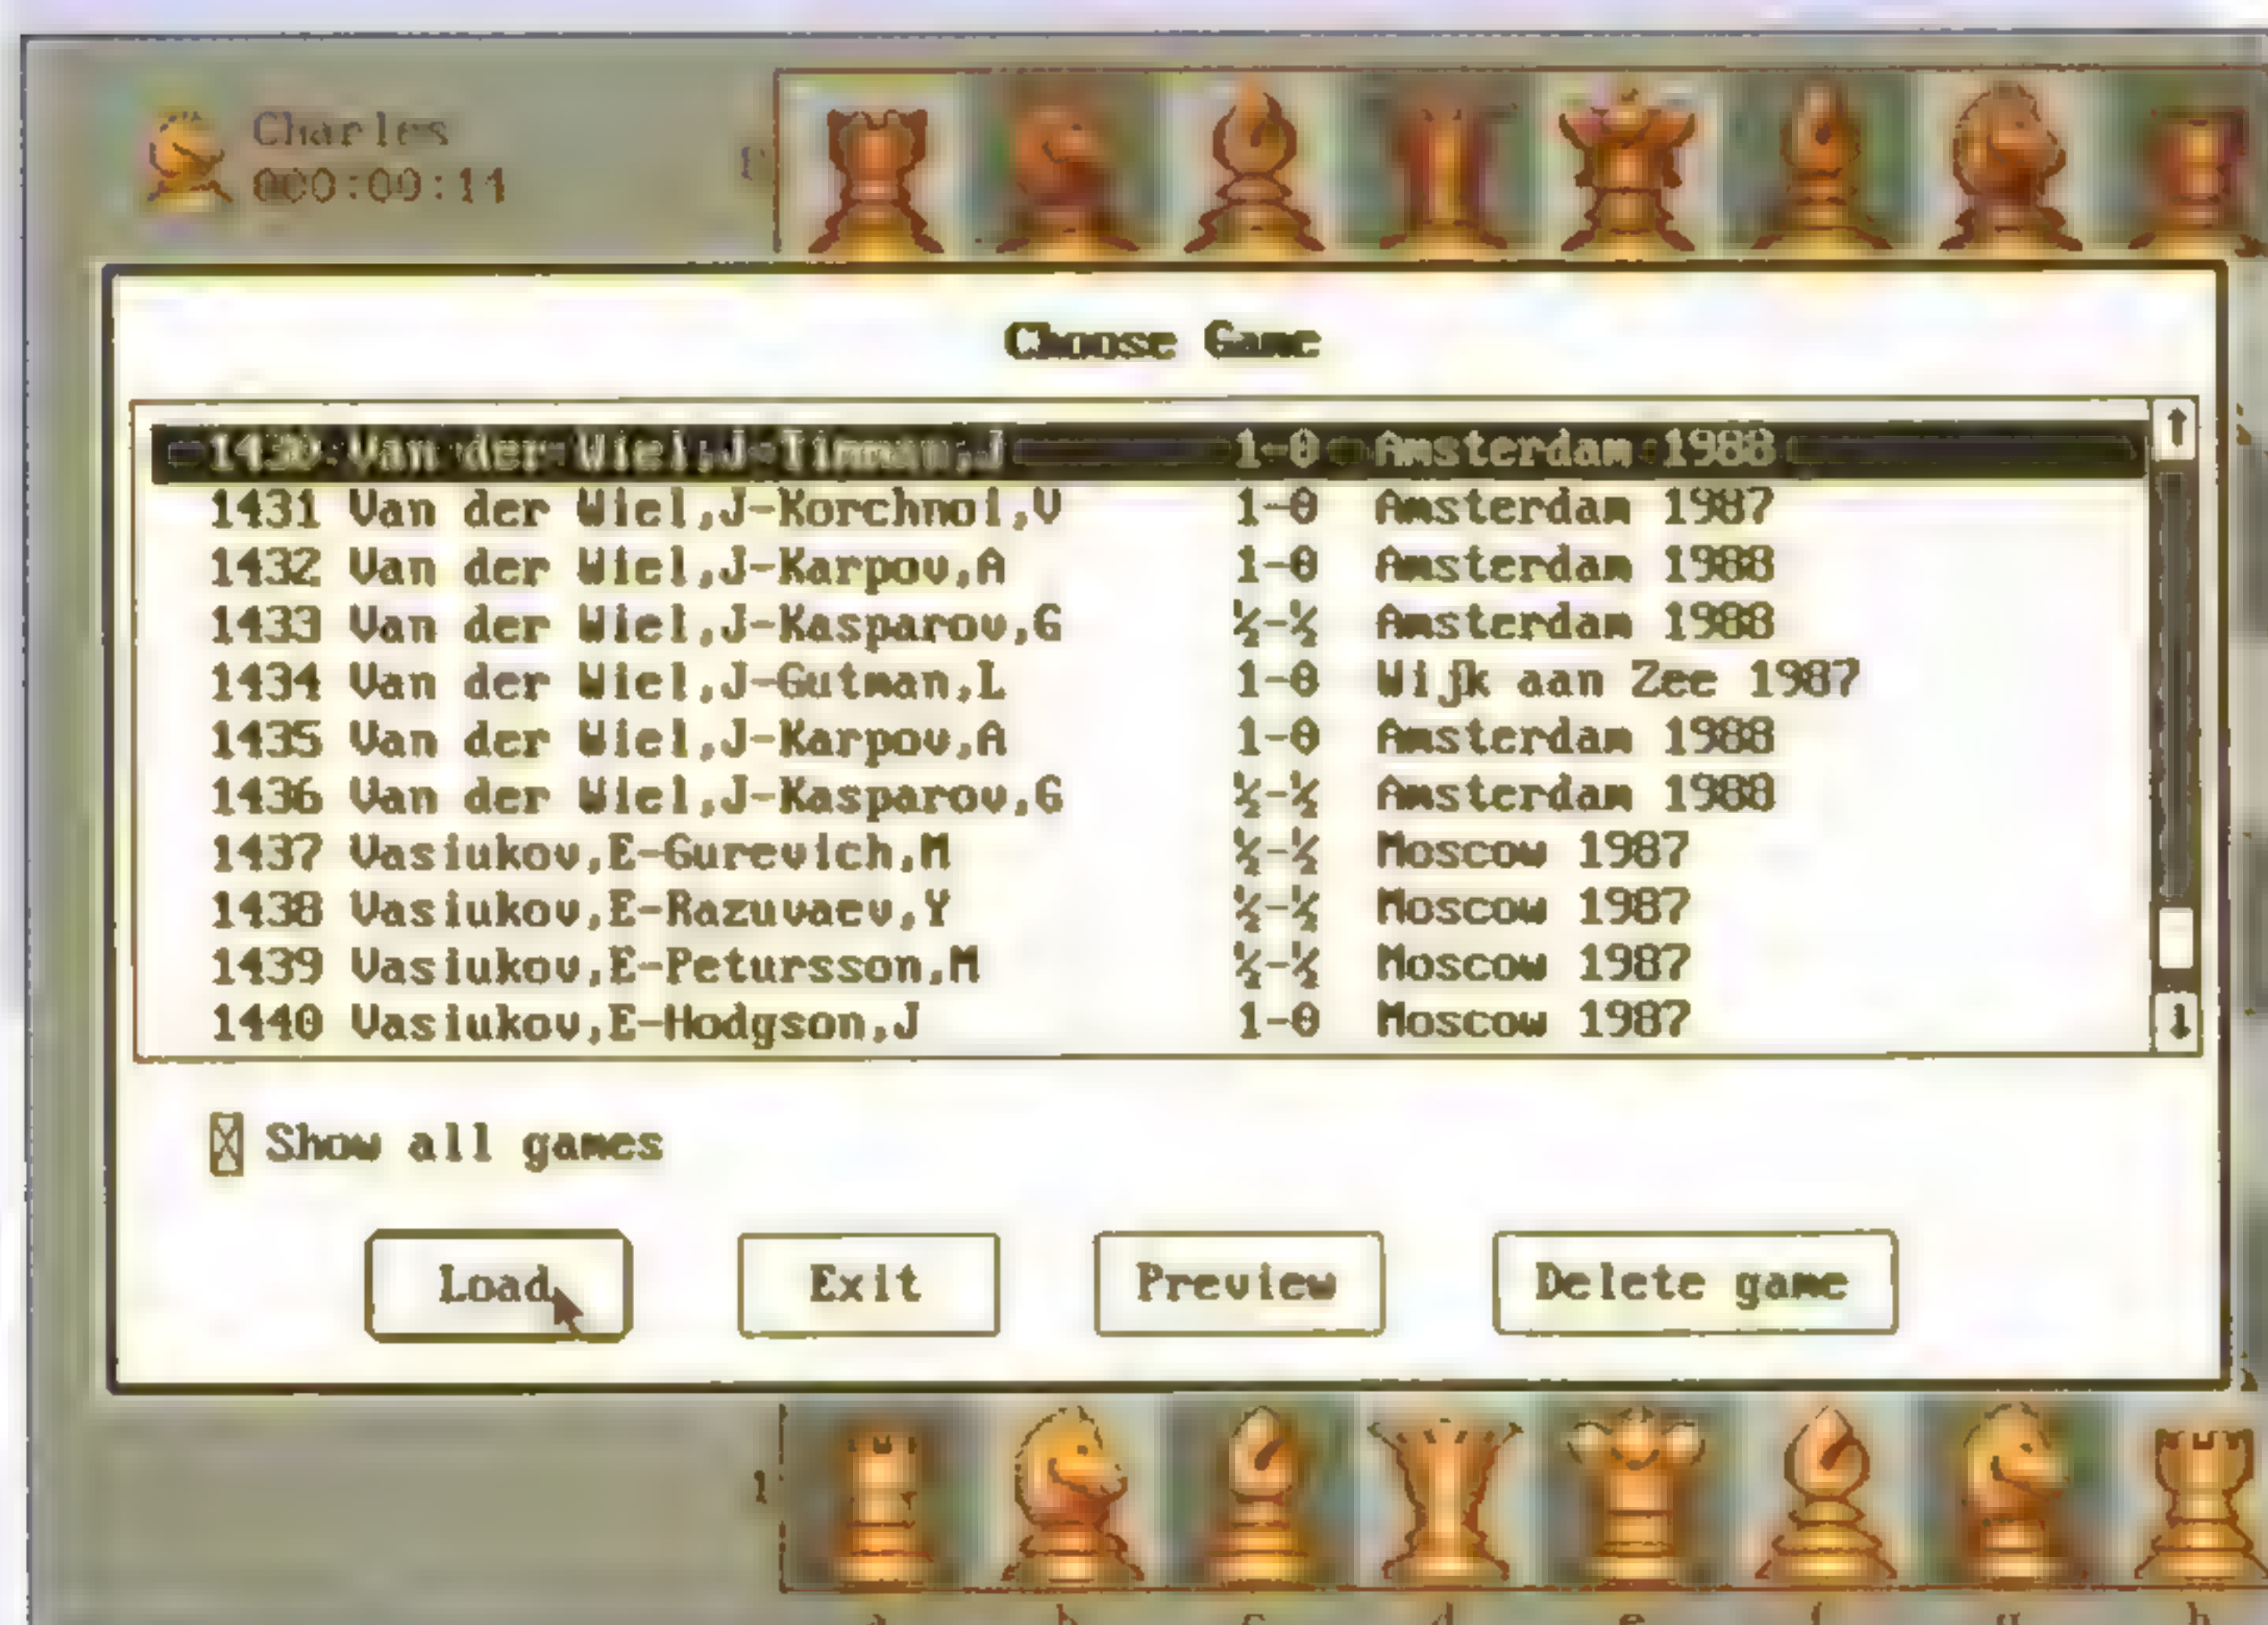 Charles
000:00:14
Choose Game
1430 Van der Wiel,J-Timman,J 1-0 Amsterdam 1988
1431 Van der Wiel,J-Korchnoi,V 1-0 Amsterdam 1987
1432 Van der Wiel,J-Karpov,A 1-0 Amsterdam 1988
1433 Van der Wiel,J-Kasparov,G ½-½ Amsterdam 1988
1434 Van der Wiel,J-Gutman,L 1-0 Wijk aan Zee 1987
1435 Van der Wiel,J-Karpov,A 1-0 Amsterdam 1988
1436 Van der Wiel,J-Kasparov,G ½-½ Amsterdam 1988
1437 Vasiukov,E-Gurevich,M ½-½ Moscow 1987
1438 Vasiukov,E-Razuvaev,Y ½-½ Moscow 1987
1439 Vasiukov,E-Petursson,M ½-½ Moscow 1987
1440 Vasiukov,E-Hodgson,J 1-0 Moscow 1987
Show all games
Load Exit Preview Delete game
1
a b c d e f g h